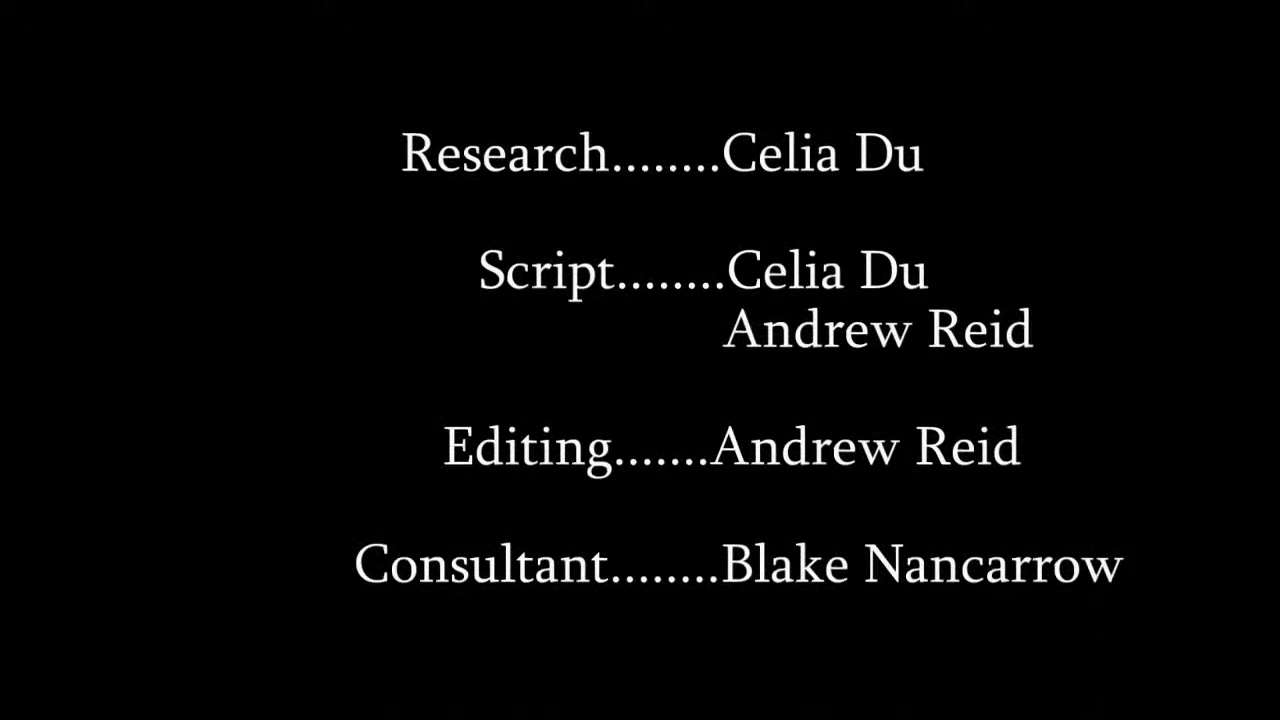 Research........Celia Du
Script........Celia Du
Andrew Reid
Editing.......Andrew Reid
Consultant........Blake Nancarrow